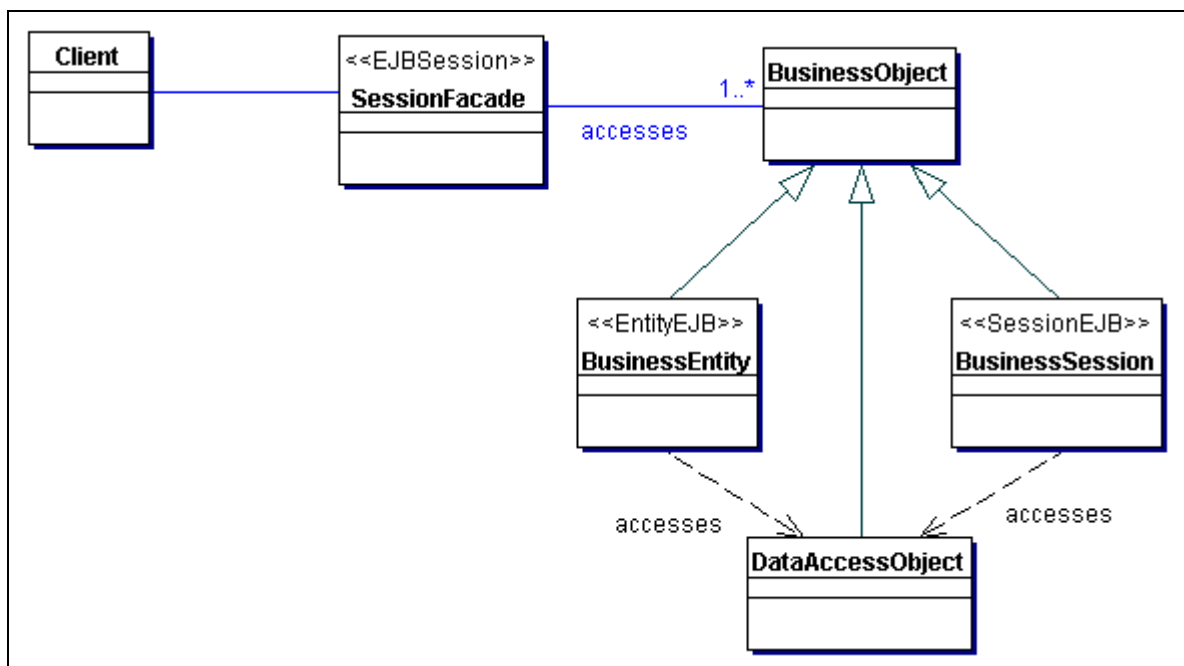 Client
<<EJBSession>>
SessionFacade
BusinessObject
1..*
accesses
<<EntityEJB>>
BusinessEntity
<<SessionEJB>>
BusinessSession
accesses
accesses
DataAccessObject